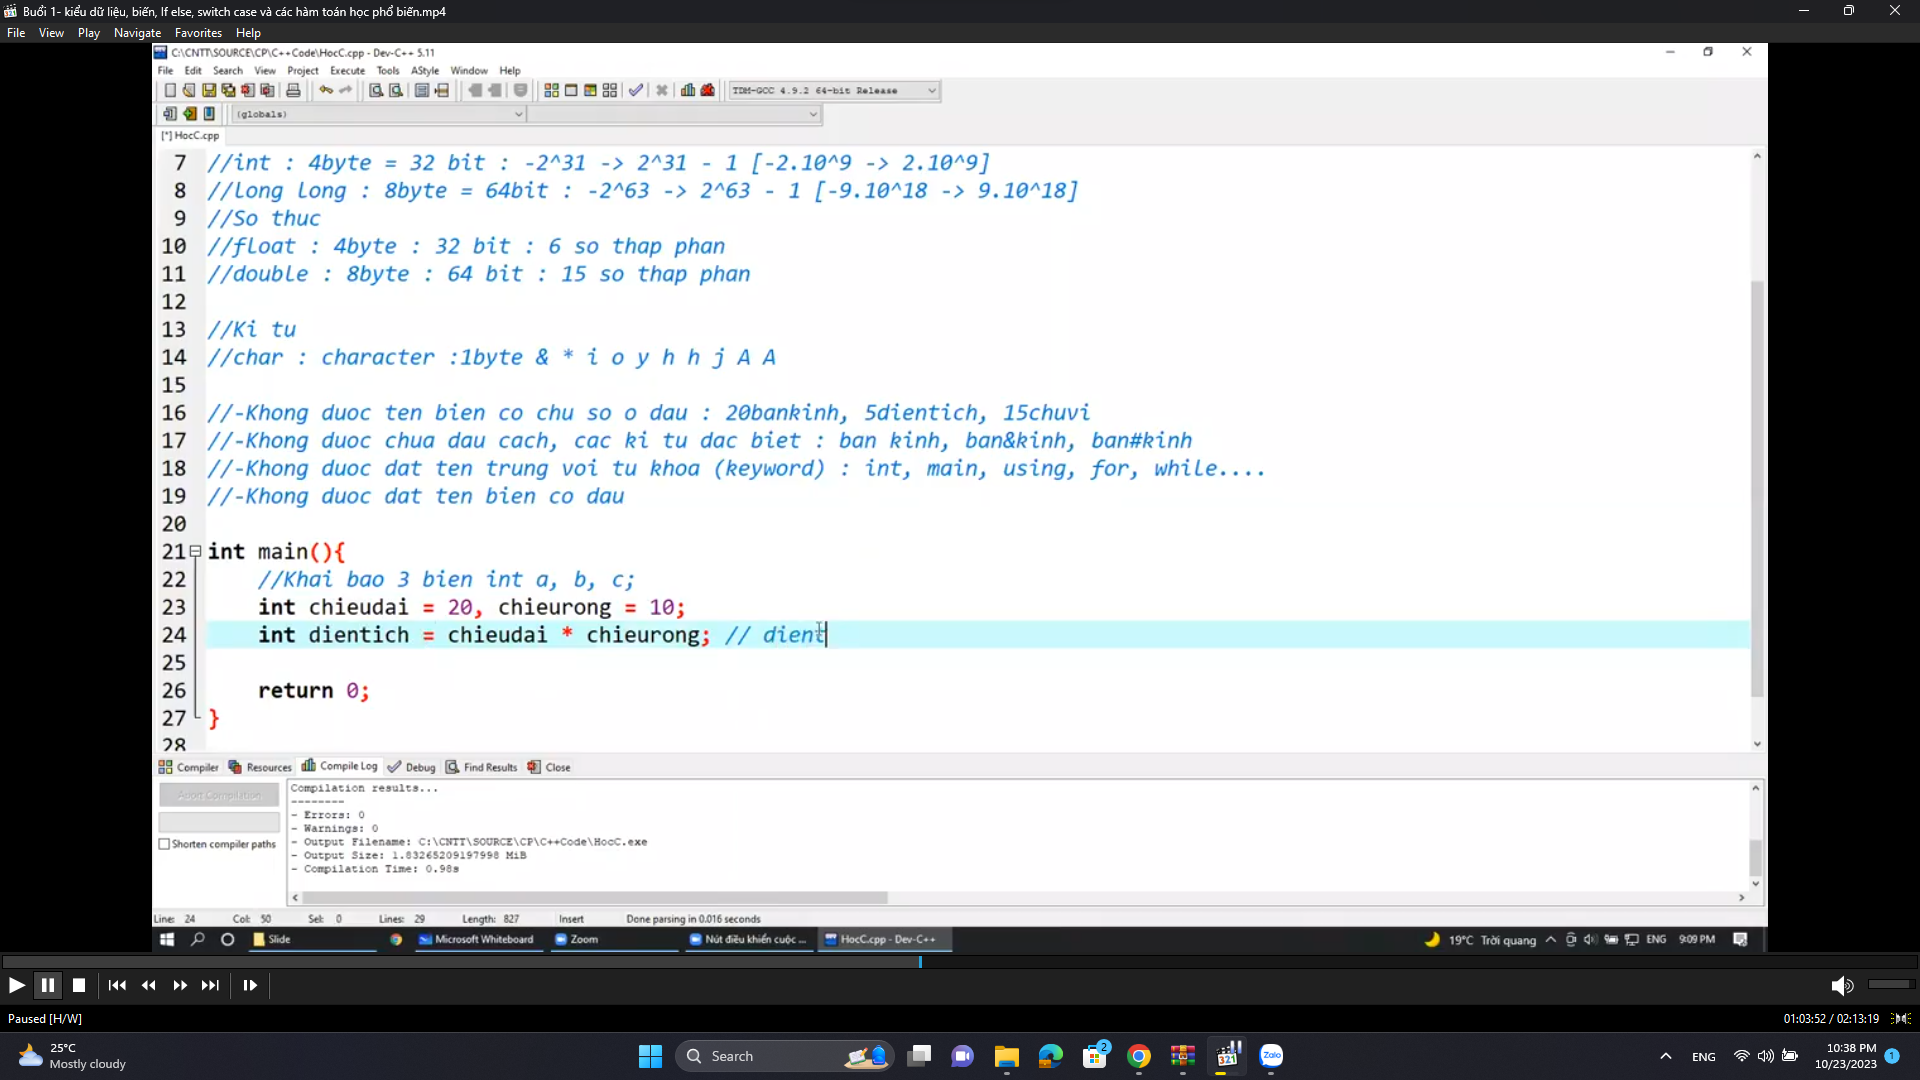 Buổi 1- kiểu dữ liệu, biến, If else, switch case và các hàm toán học phổ biến.mp4
File View Play Navigate Favorites Help
C:\CNTT\SOURCE\CP\C++Code\HocC.cpp - Dev-C++ 5.11
File Edit Search View Project Execute Tools AStyle Window Help
TDM-GCC 4.9.2 64-bit Release
(globals)
[*] HocC.cpp
7 //int : 4byte = 32 bit : -2^31 -> 2^31 - 1 [-2.10^9 -> 2.10^9]
8 //long long : 8byte = 64bit : -2^63 -> 2^63 - 1 [-9.10^18 -> 9.10^18]
9 //So thuc
10 //float : 4byte : 32 bit : 6 so thap phan
11 //double : 8byte : 64 bit : 15 so thap phan
12
13 //Ki tu
14 //char : character :1byte & * i o y h h j A A
15
16 //-Khong duoc ten bien co chu so o dau : 20bankinh, 5dientich, 15chuvi
17 //-Khong duoc chua dau cach, cac ki tu dac biet : ban kinh, ban&kinh, ban#kinh
18 //-Khong duoc dat ten trung voi tu khoa (keyword) : int, main, using, for, while....
19 //-Khong duoc dat ten bien co dau
20
21 int main(){
22 //Khai bao 3 bien int a, b, c;
23 int chieudai = 20, chieurong = 10;
24 int dientich = chieudai * chieurong; // dient
25
26 return 0;
27 }
28
Compiler Resources Compile Log Debug Find Results Close
Abort Compilation
Shorten compiler paths
Compilation results...
--------
- Errors: 0
- Warnings: 0
- Output Filename: C:\CNTT\SOURCE\CP\C++Code\HocC.exe
- Output Size: 1.83265209197998 MiB
- Compilation Time: 0.98s
Line: 24 Col: 50 Sel: 0 Lines: 29 Length: 827 Insert Done parsing in 0.016 seconds
Slide Microsoft Whiteboard Zoom Nút điều khiển cuộc ... HocC.cpp - Dev-C++ 19°C Trời quang ENG 9:09 PM
Paused [H/W] 01:03:52 / 02:13:19
25°C
Mostly cloudy
Search
321
2
Zalo
ENG
10:38 PM
10/23/2023
1